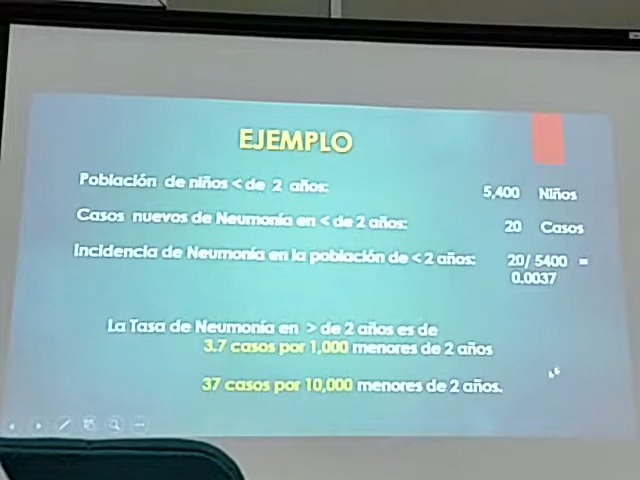 EJEMPLO
Población de niños < de 2 años: 5,400 Niños
Casos nuevos de Neumonía en < de 2 años: 20 Casos
Incidencia de Neumonía en la población de < 2 años: 20/ 5400 =
0.0037
La Tasa de Neumonía en > de 2 años es de
3.7 casos por 1,000 menores de 2 años
37 casos por 10,000 menores de 2 años.